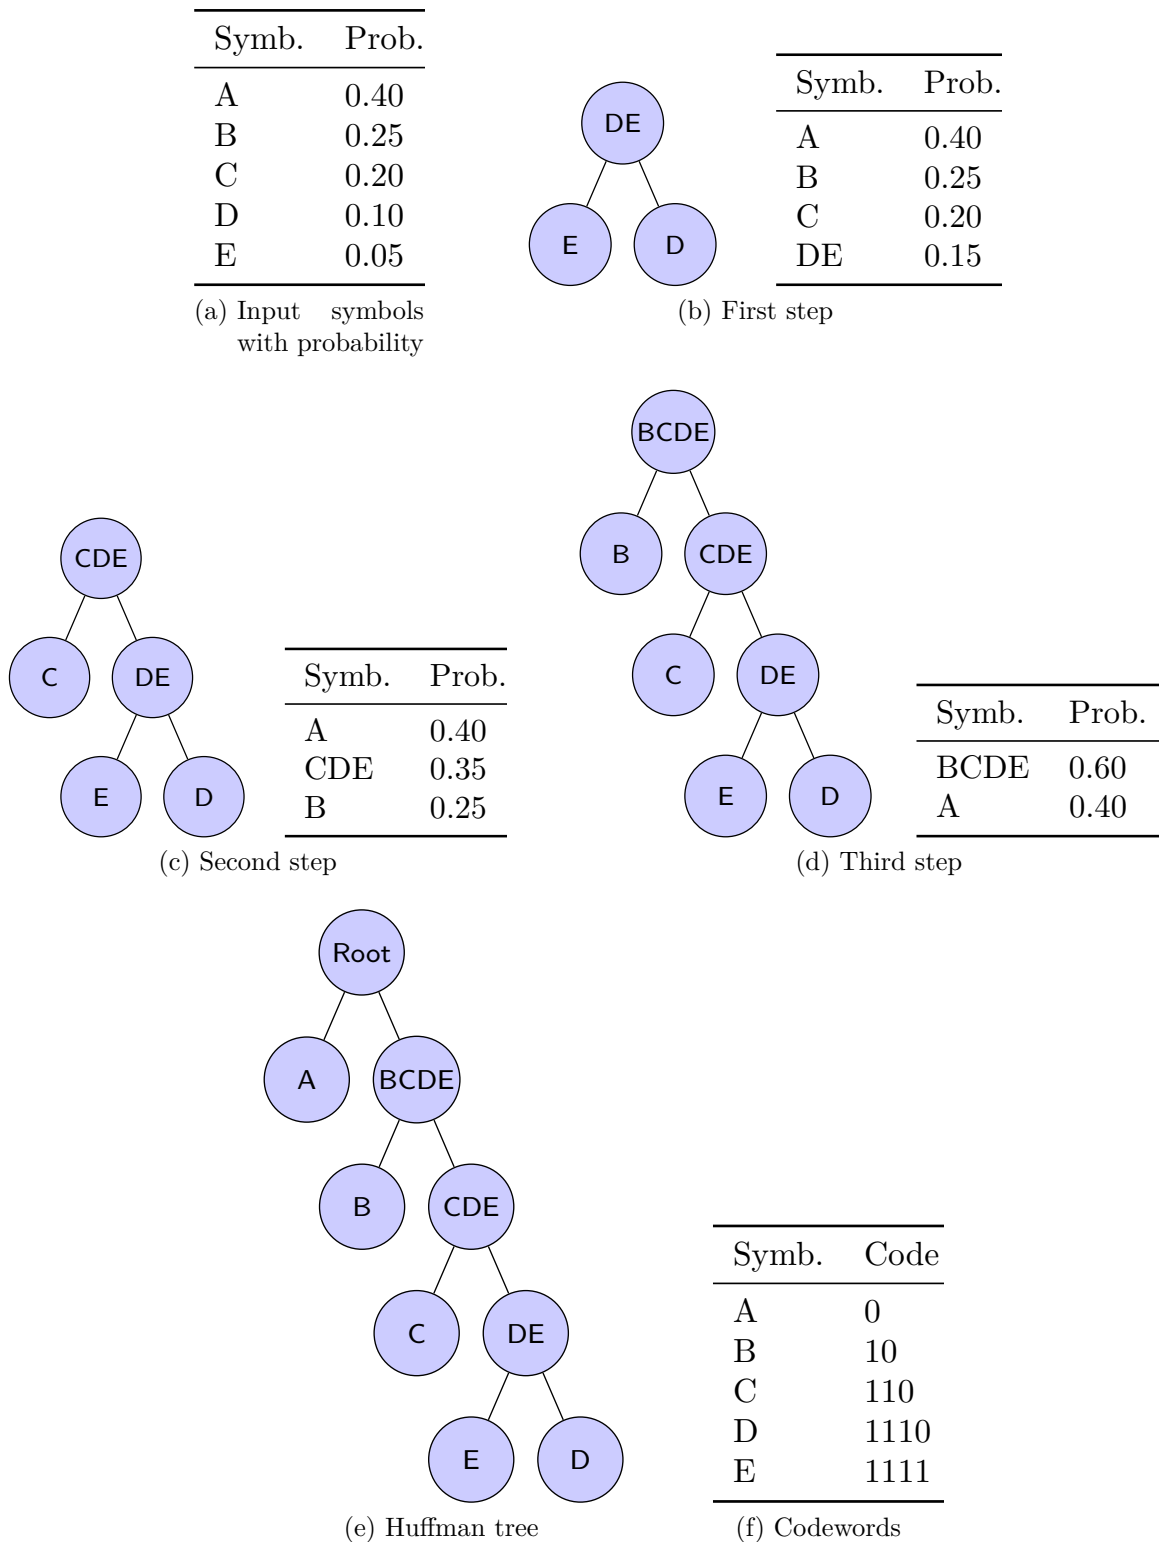 Symb. Prob.
A 0.40
B 0.25
C 0.20
D 0.10
E 0.05
(a) Input symbols
with probability
DE
E D
Symb. Prob.
A 0.40
B 0.25
C 0.20
DE 0.15
(b) First step
CDE
C DE
E D
Symb. Prob.
A 0.40
CDE 0.35
B 0.25
(c) Second step
BCDE
B CDE
C DE
E D
Symb. Prob.
BCDE 0.60
A 0.40
(d) Third step
Root
A BCDE
B CDE
C DE
E D
(e) Huffman tree
Symb. Code
A 0
B 10
C 110
D 1110
E 1111
(f) Codewords